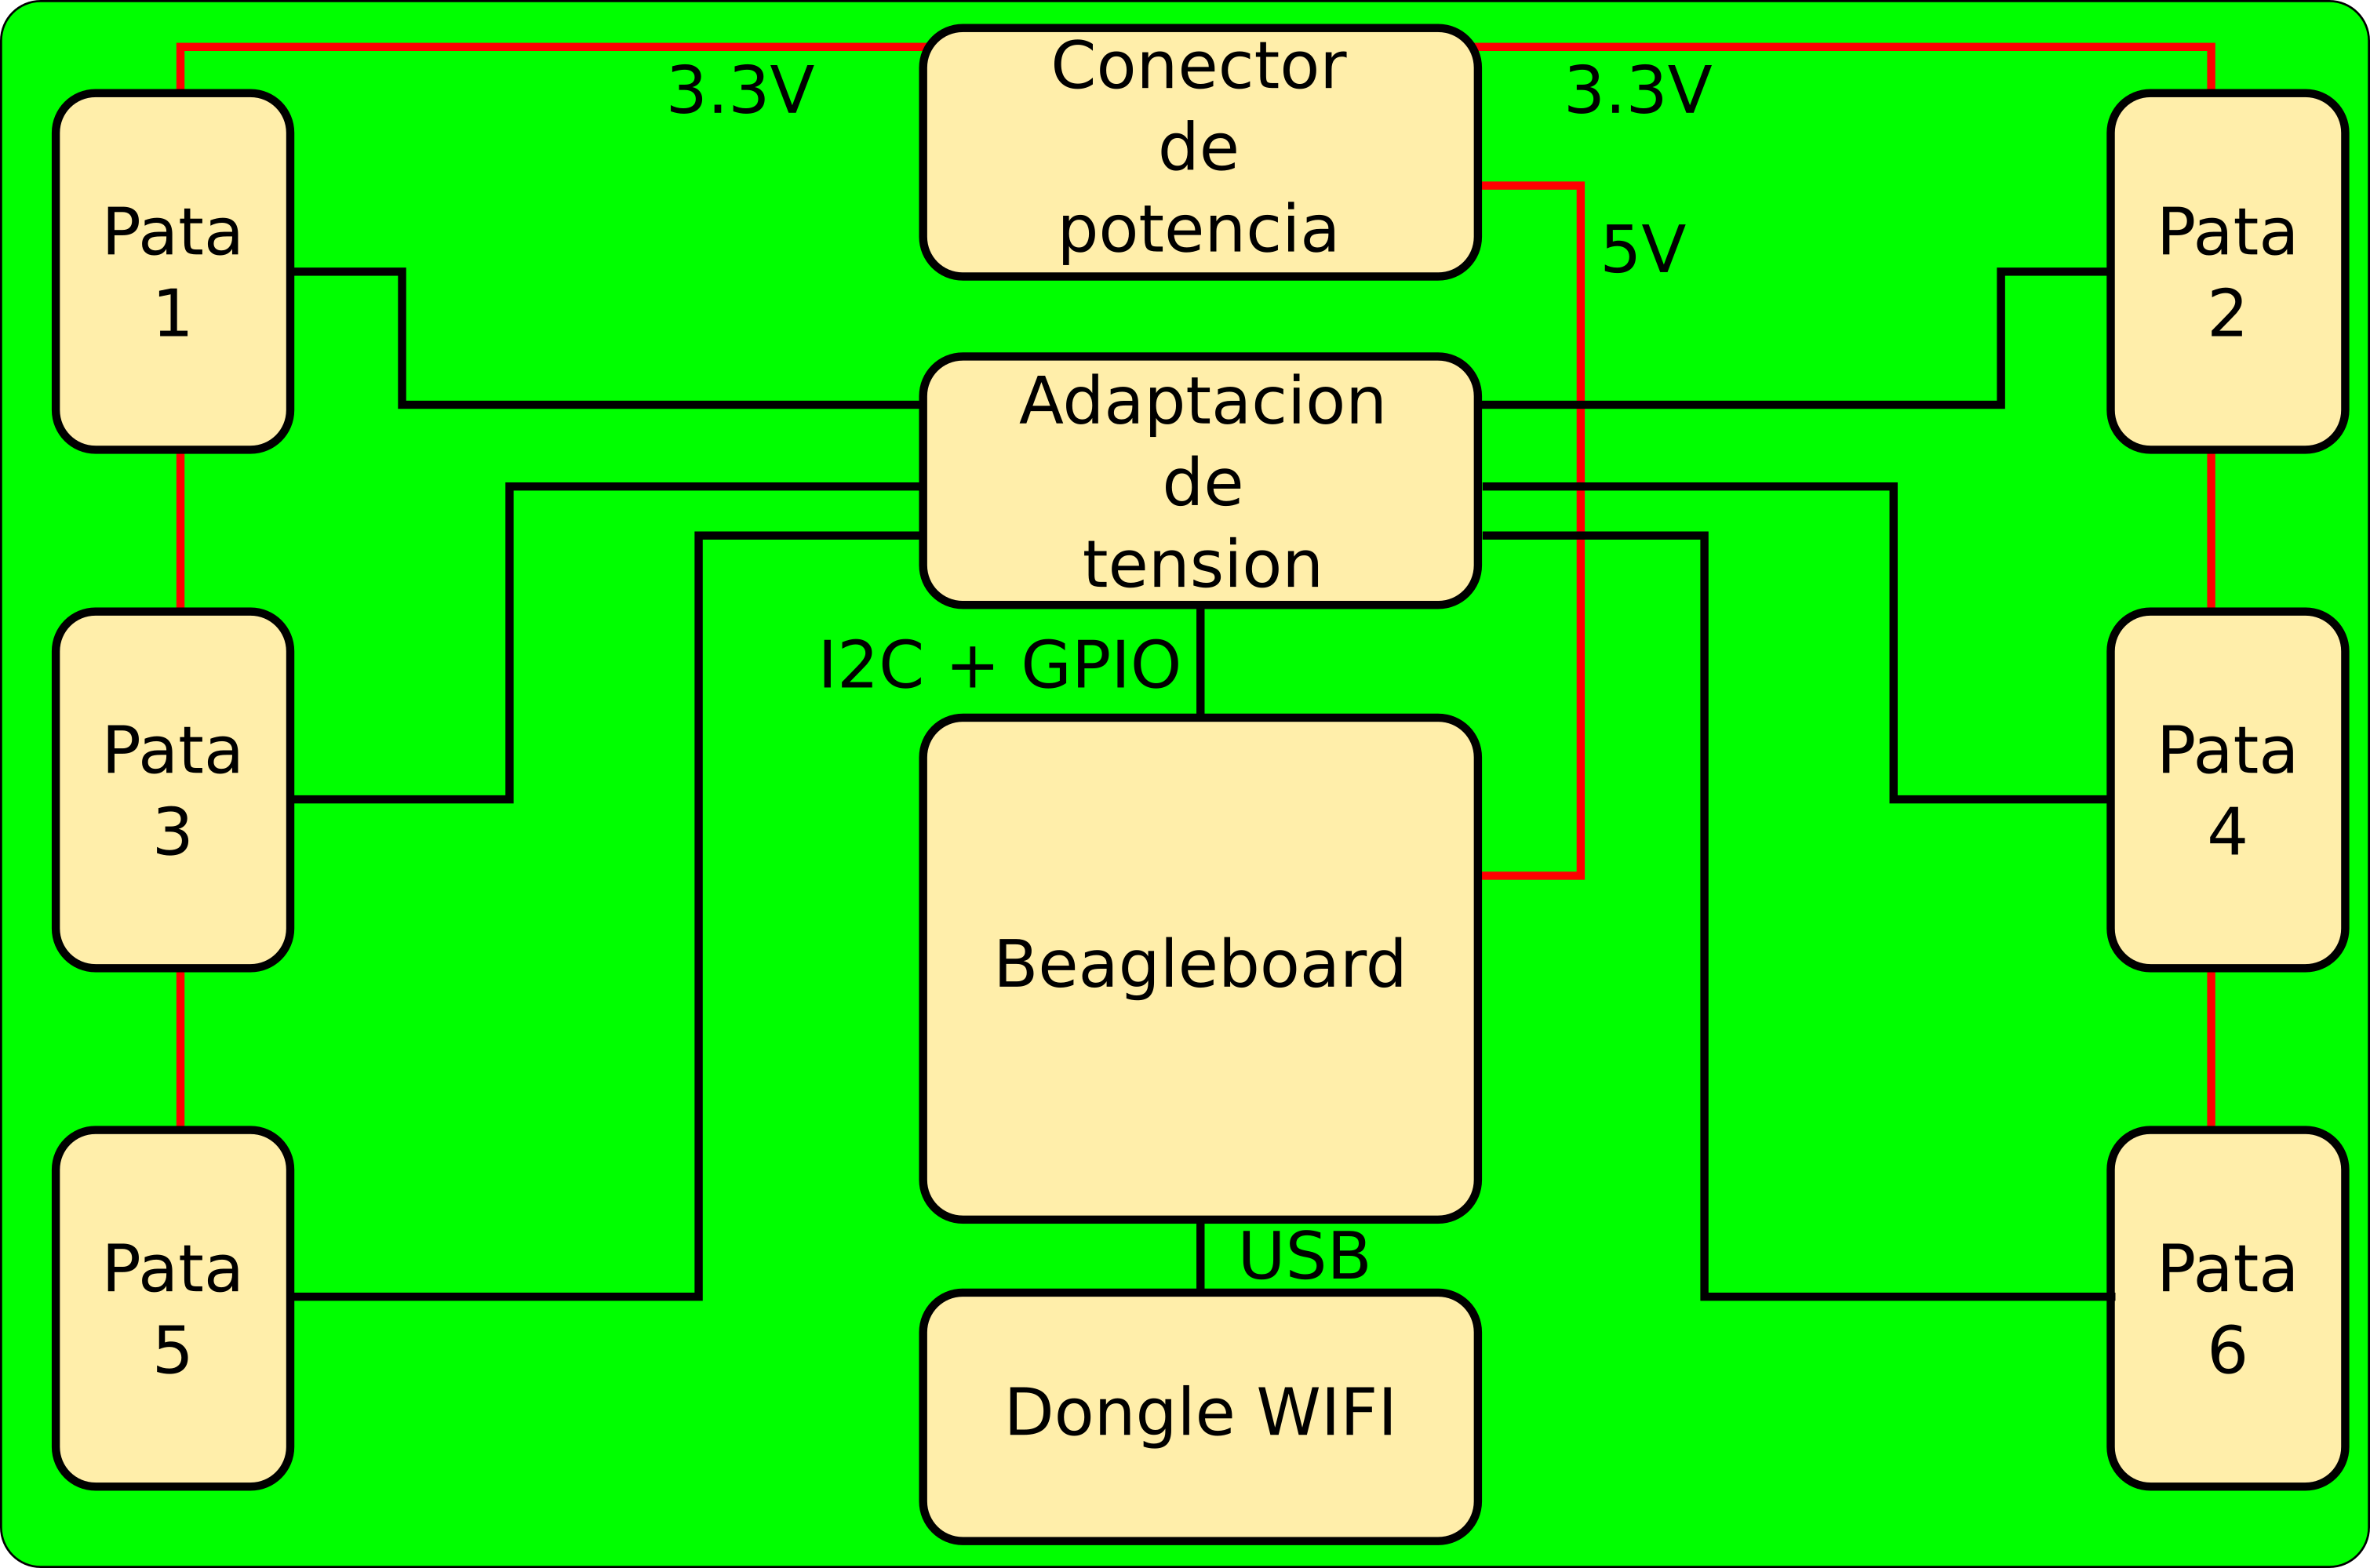 Conector
de
potencia
3.3V
3.3V
5V
Pata
1
Pata
2
Adaptacion
de
tension
I2C + GPIO
Pata
3
Pata
4
Beagleboard
USB
Pata
5
Pata
6
Dongle WIFI